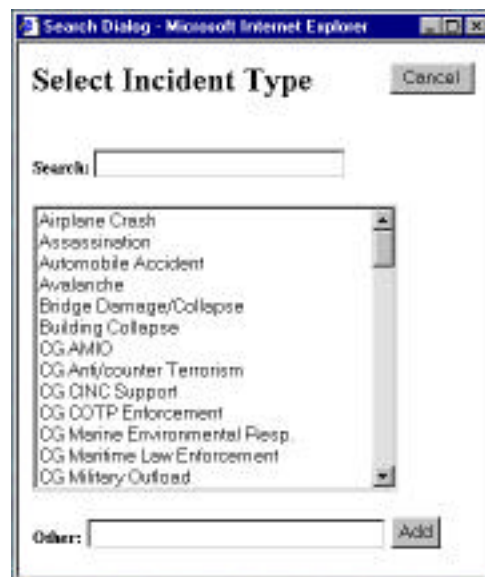 Search Dialog - Microsoft Internet Explorer
Select Incident Type
Cancel
Search:
Airplane Crash
Assassination
Automobile Accident
Avalanche
Bridge Damage/Collapse
Building Collapse
CG AMIO
CG Anti/counter Terrorism
CG CINC Support
CG COTP Enforcement
CG Marine Environmental Resp.
CG Maritime Law Enforcement
CG Military Outload
Other:
Add